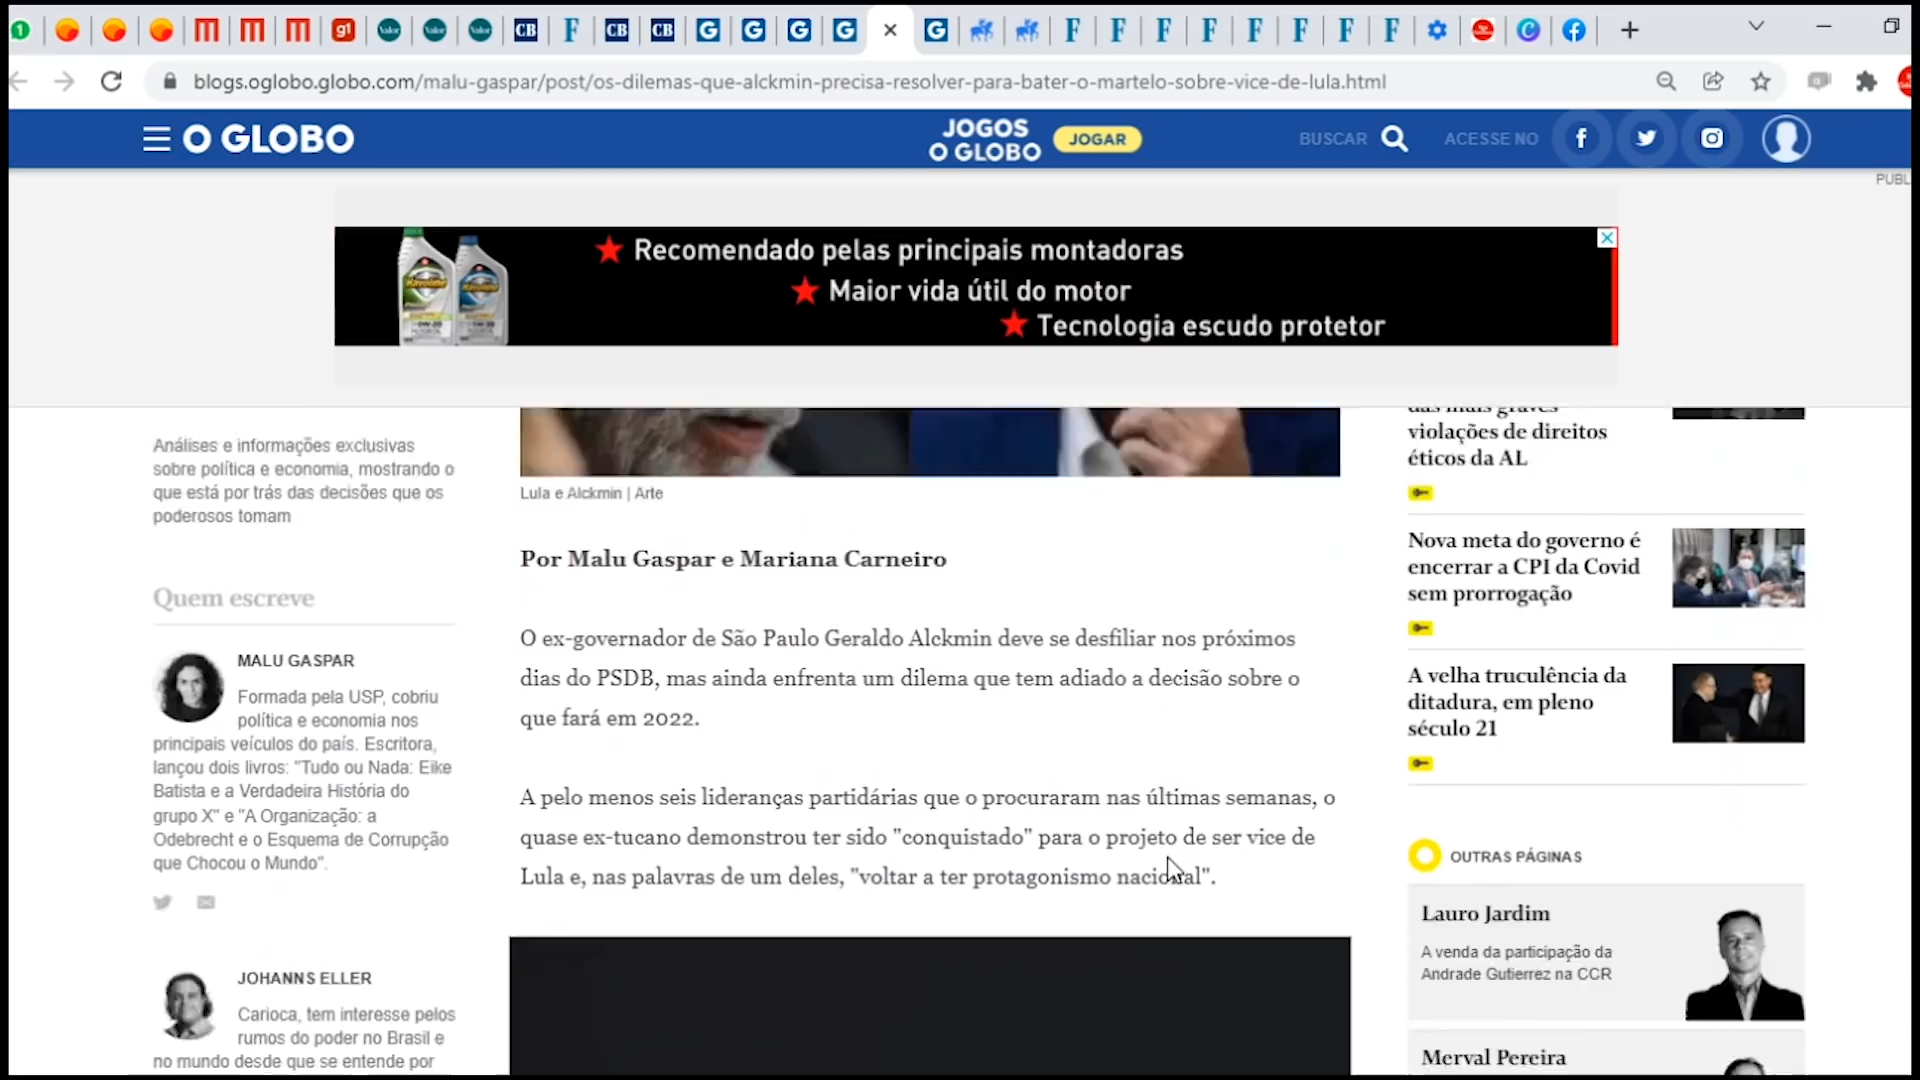 1
g1
Valor
Valor
Valor
CB
F
CB
CB
G
G
G
G
G
F
F
F
F
F
F
F
F
blogs.oglobo.globo.com/malu-gaspar/post/os-dilemas-que-alckmin-precisa-resolver-para-bater-o-martelo-sobre-vice-de-lula.html
O GLOBO
JOGOS
O GLOBO
JOGAR
BUSCAR
ACESSE NO
PUBL
Recomendado pelas principais montadoras
Maior vida útil do motor
Tecnologia escudo protetor
Havoline
Análises e informações exclusivas
sobre política e economia, mostrando o
que está por trás das decisões que os
poderosos tomam
Quem escreve
MALU GASPAR
Formada pela USP, cobriu
política e economia nos
principais veículos do país. Escritora,
lançou dois livros: "Tudo ou Nada: Eike
Batista e a Verdadeira História do
grupo X" e "A Organização: a
Odebrecht e o Esquema de Corrupção
que Chocou o Mundo".
JOHANNS ELLER
Carioca, tem interesse pelos
rumos do poder no Brasil e
no mundo desde que se entende por
Lula e Alckmin | Arte
Por Malu Gaspar e Mariana Carneiro
O ex-governador de São Paulo Geraldo Alckmin deve se desfiliar nos próximos
dias do PSDB, mas ainda enfrenta um dilema que tem adiado a decisão sobre o
que fará em 2022.
A pelo menos seis lideranças partidárias que o procuraram nas últimas semanas, o
quase ex-tucano demonstrou ter sido "conquistado" para o projeto de ser vice de
Lula e, nas palavras de um deles, "voltar a ter protagonismo nacional".
das mais graves
violações de direitos
éticos da AL
Nova meta do governo é
encerrar a CPI da Covid
sem prorrogação
A velha truculência da
ditadura, em pleno
século 21
OUTRAS PÁGINAS
Lauro Jardim
A venda da participação da
Andrade Gutierrez na CCR
Merval Pereira